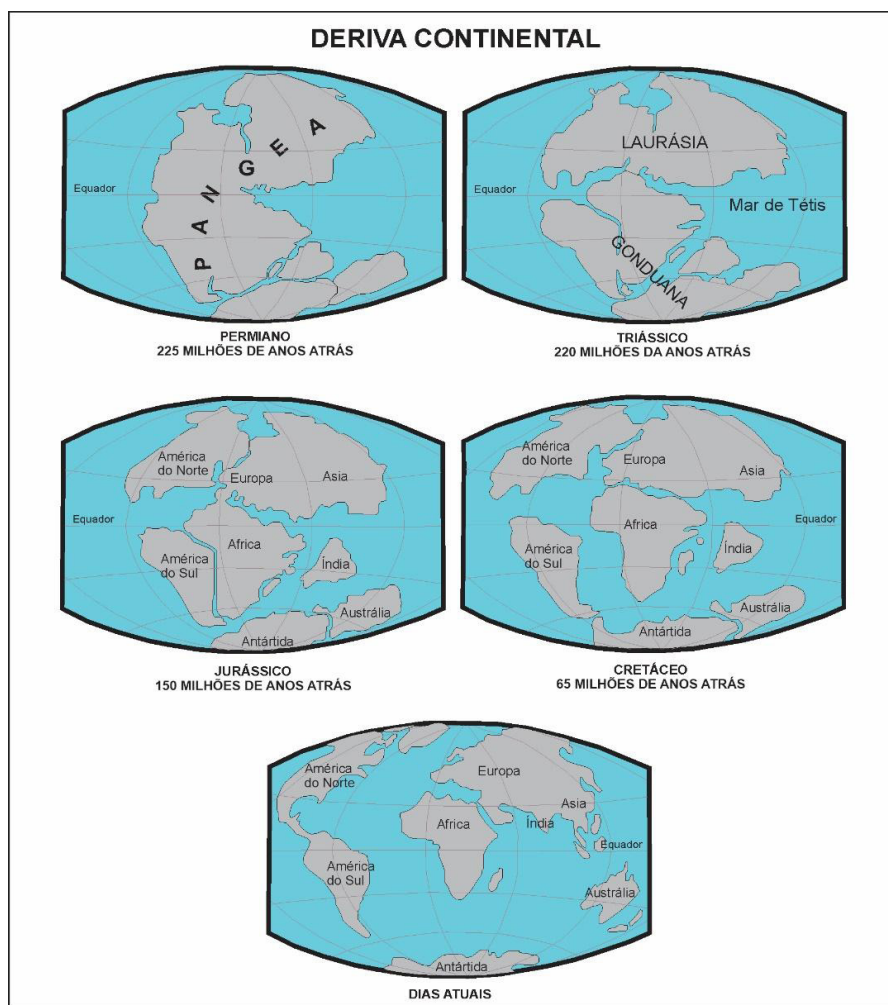 DERIVA CONTINENTAL
PANGEA
Equador
PERMIANO
225 MILHÕES DE ANOS ATRÁS
LAURÁSIA
Mar de Tétis
GONDUANA
TRIÁSSICO
220 MILHÕES DA ANOS ATRÁS
América
do Norte
Europa
Asia
Equador
América
do Sul
Africa
Índia
Austrália
Antártida
JURÁSSICO
150 MILHÕES DE ANOS ATRÁS
América
do Norte
Europa
Asia
Africa
Equador
América
do Sul
Índia
Austrália
Antártida
CRETÁCEO
65 MILHÕES DE ANOS ATRÁS
América
do Norte
Europa
Asia
Africa
Índia
Equador
América
do Sul
Austrália
Antártida
DIAS ATUAIS